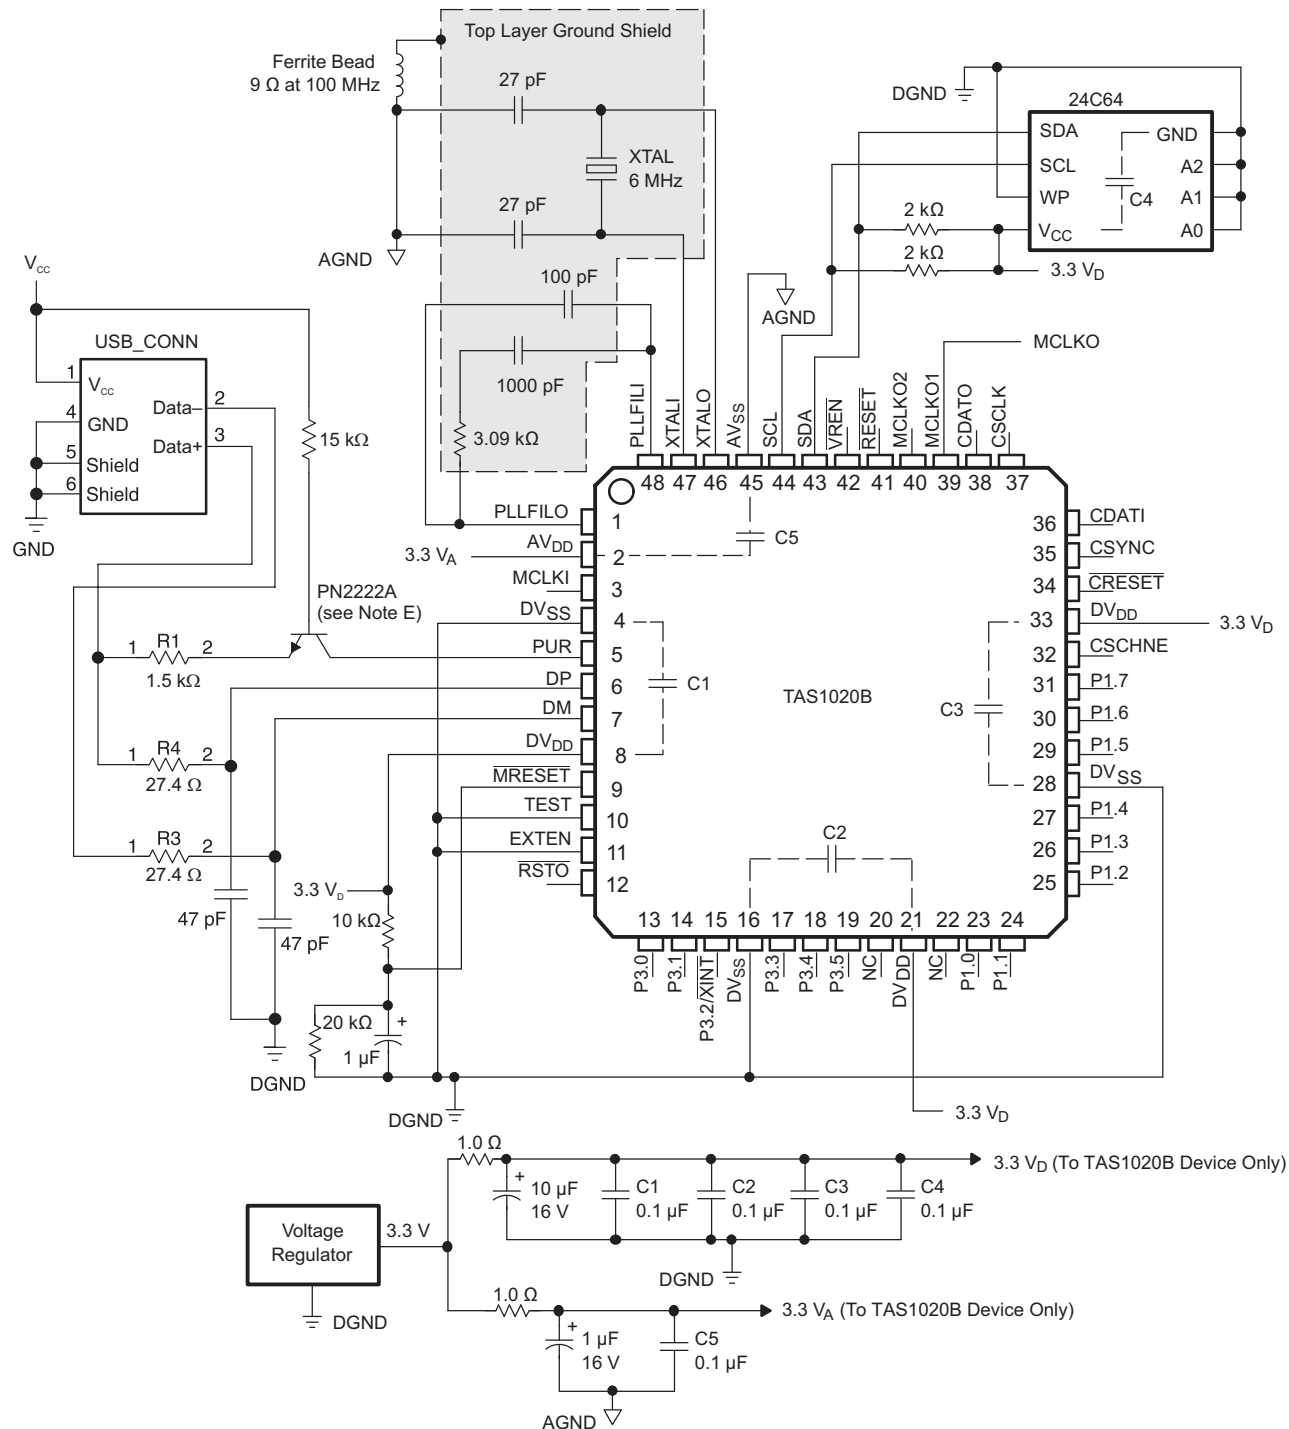 Top Layer Ground Shield
Ferrite Bead
9 Ω at 100 MHz
27 pF
XTAL
6 MHz
27 pF
AGND
100 pF
1000 pF
3.09 kΩ
DGND
24C64
SDA
SCL
WP
VCC
GND
A2
A1
A0
C4
2 kΩ
2 kΩ
3.3 VD
AGND
MCLKO
VCC
USB_CONN
1
VCC
4
GND
5
Shield
6
Shield
Data–
2
Data+
3
GND
15 kΩ
PN2222A
(see Note E)
1
R1
2
1.5 kΩ
1
R4
2
27.4 Ω
1
R3
2
27.4 Ω
47 pF
47 pF
DGND
3.3 VD
10 kΩ
20 kΩ
+
1 µF
DGND
PLLFILI
XTALI
XTALO
AVSS
SCL
SDA
VREN
RESET
MCLKO2
MCLKO1
CDATO
CSCLK
48
47
46
45
44
43
42
41
40
39
38
37
PLLFILO
1
3.3 VA
AVDD
2
MCLKI
3
DVSS
4
PUR
5
DP
6
DM
7
DVDD
8
MRESET
9
TEST
10
EXTEN
11
RSTO
12
C5
C1
TAS1020B
C3
C2
36
CDATI
35
CSYNC
34
CRESET
33
DVDD
3.3 VD
32
CSCHNE
31
P1.7
30
P1.6
29
P1.5
28
DVSS
27
P1.4
26
P1.3
25
P1.2
13
14
15
16
17
18
19
20
21
22
23
24
P3.0
P3.1
P3.2/XINT
DVSS
P3.3
P3.4
P3.5
NC
DVDD
NC
P1.0
P1.1
3.3 VD
Voltage
Regulator
3.3 V
DGND
1.0 Ω
+
10 µF
16 V
C1
0.1 µF
C2
0.1 µF
C3
0.1 µF
C4
0.1 µF
3.3 VD (To TAS1020B Device Only)
DGND
1.0 Ω
+
1 µF
16 V
C5
0.1 µF
3.3 VA (To TAS1020B Device Only)
AGND